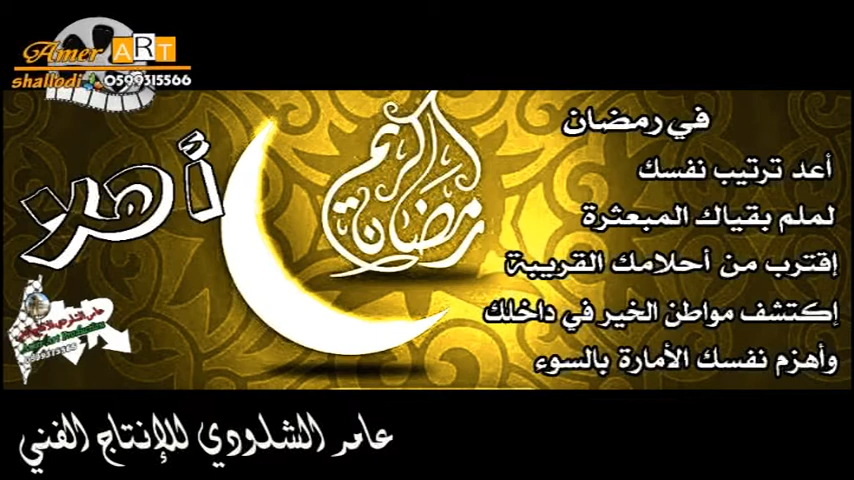 Amer ART
shallodi 0599315566
في رمضان
أعد ترتيب نفسك
لملم بقياك المبعثرة
إقترب من أحلامك القريبة
إكتشف مواطن الخير في داخلك
وأهزم نفسك الأمارة بالسوء
رمضان كريم
أهلا
عامر الشلودي للإنتاج الفني